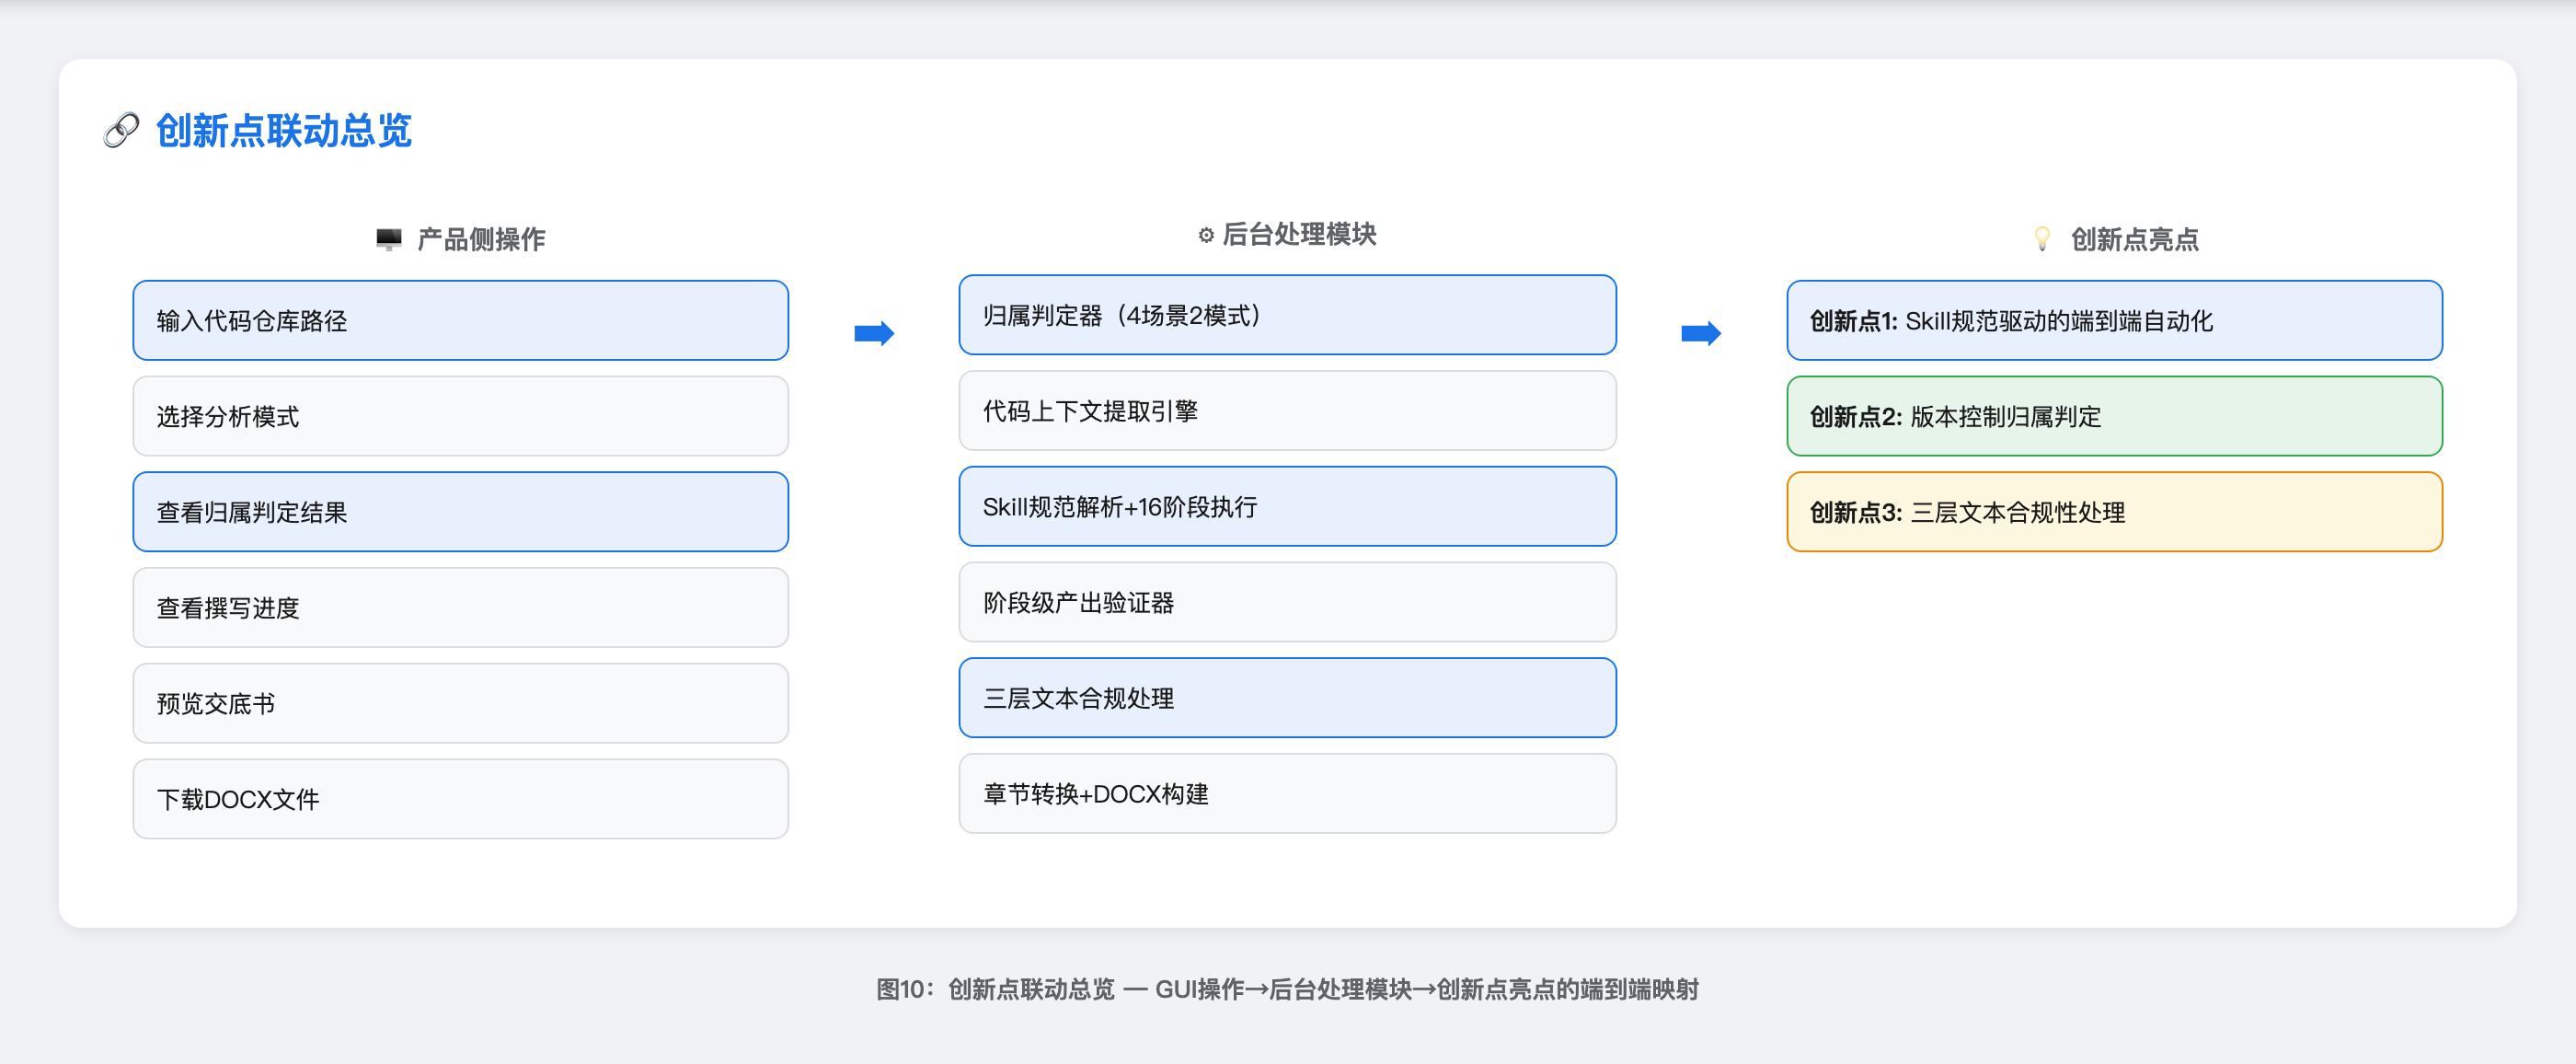 创新点联动总览
产品侧操作
输入代码仓库路径
选择分析模式
查看归属判定结果
查看撰写进度
预览交底书
下载DOCX文件
后台处理模块
归属判定器（4场景2模式）
代码上下文提取引擎
Skill规范解析+16阶段执行
阶段级产出验证器
三层文本合规处理
章节转换+DOCX构建
创新点亮点
创新点1: Skill规范驱动的端到端自动化
创新点2: 版本控制归属判定
创新点3: 三层文本合规性处理
图10：创新点联动总览 — GUI操作→后台处理模块→创新点亮点的端到端映射